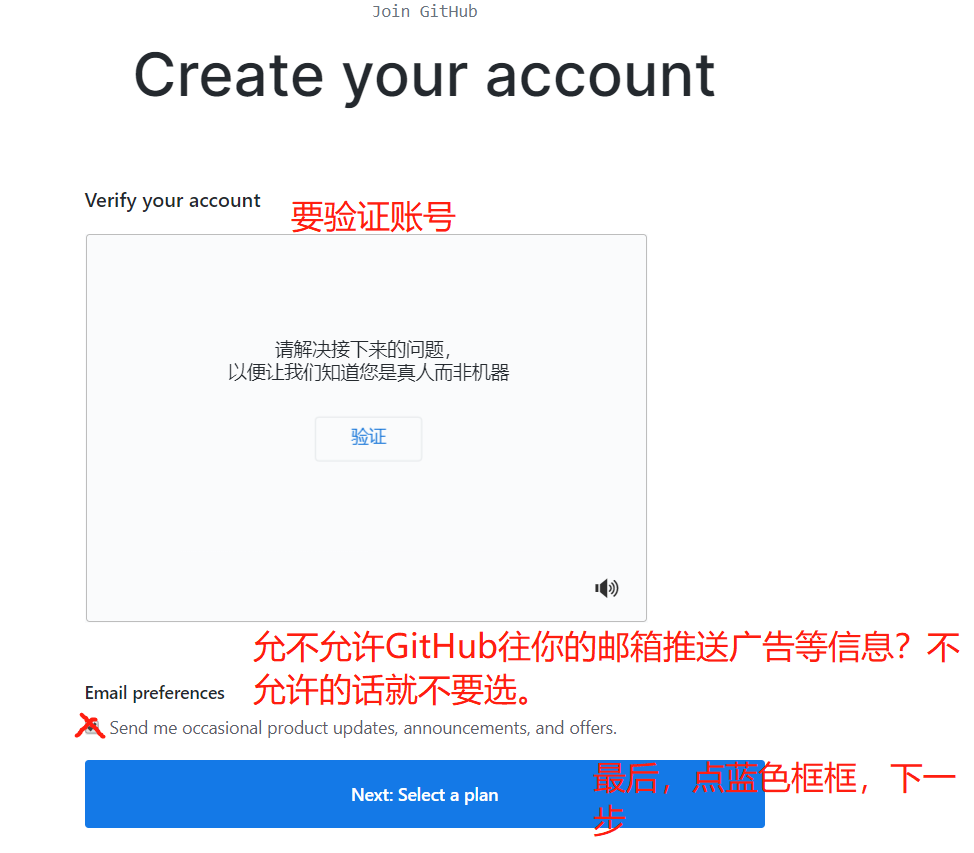 Join GitHub
Create your account
Verify your account
要验证账号
请解决接下来的问题，
以便让我们知道您是真人而非机器
验证
允不允许GitHub往你的邮箱推送广告等信息？不
允许的话就不要选。
Email preferences
Send me occasional product updates, announcements, and offers.
最后，点蓝色框框，下一
步
Next: Select a plan